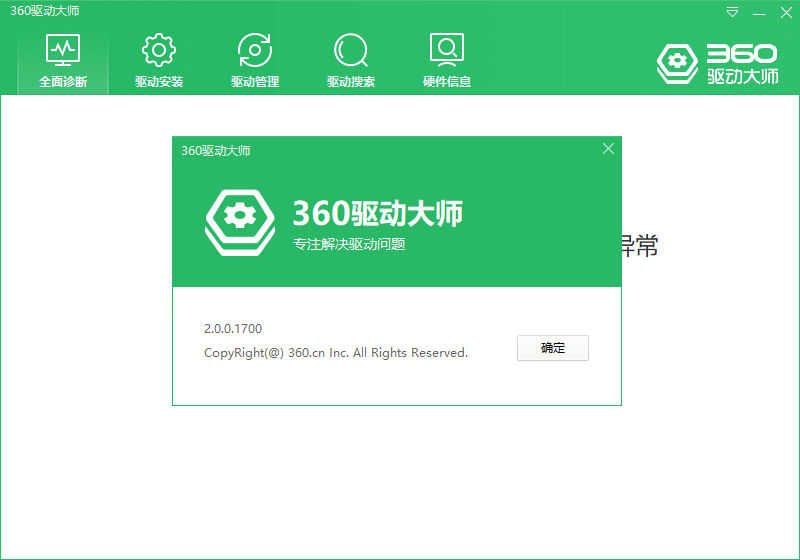 360驱动大师
全面诊断
驱动安装
驱动管理
驱动搜索
硬件信息
360
驱动大师
360驱动大师
360驱动大师
专注解决驱动问题
异常
2.0.0.1700
CopyRight(@) 360.cn Inc. All Rights Reserved.
确定